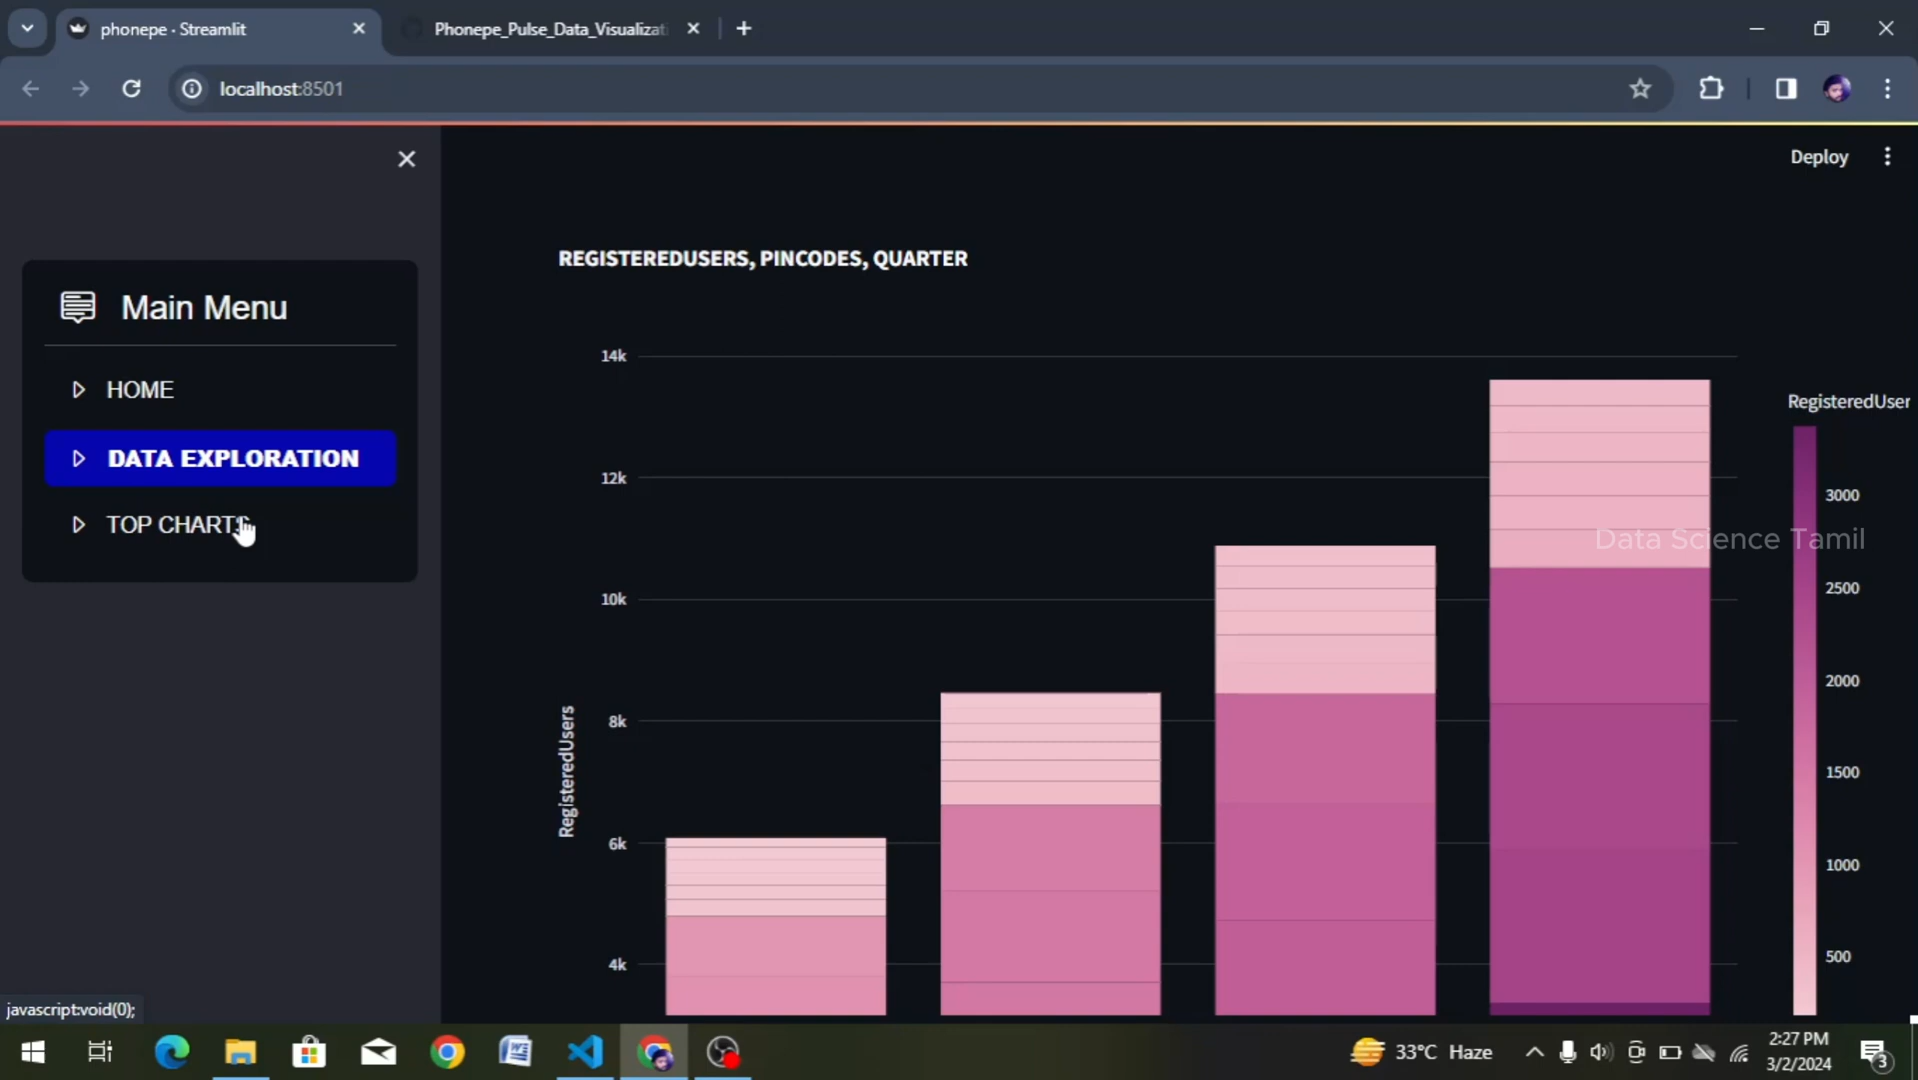 phonepe · Streamlit
Phonepe_Pulse_Data_Visualizat
localhost:8501
Deploy
Main Menu
HOME
DATA EXPLORATION
TOP CHARTS
REGISTEREDUSERS, PINCODES, QUARTER
14k
12k
10k
8k
6k
4k
RegisteredUsers
RegisteredUser
3000
2500
2000
1500
1000
500
Data Science Tamil
javascript:void(0);
33°C Haze
2:27 PM
3/2/2024
3